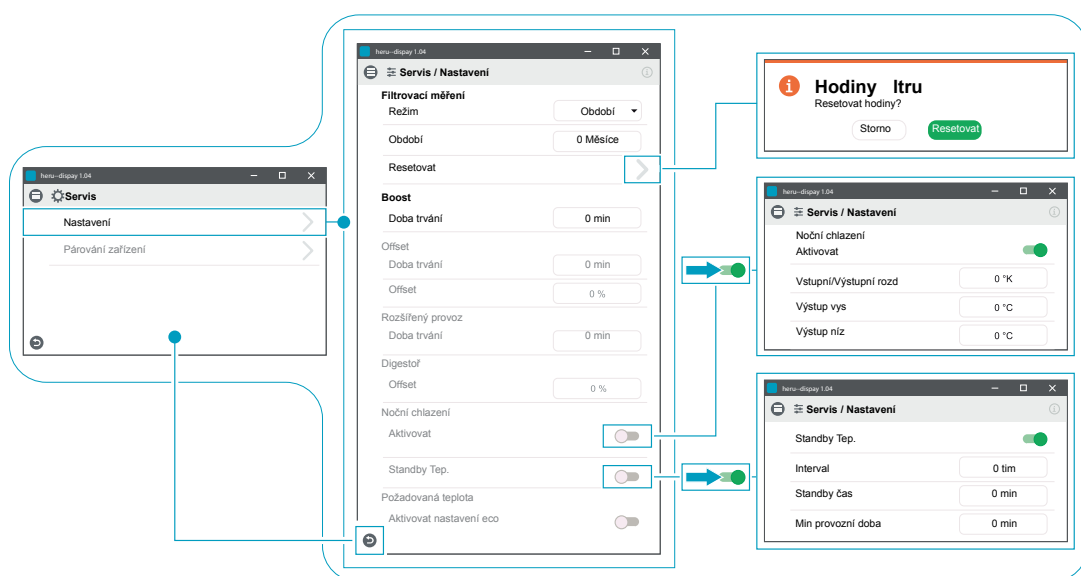 heru-dispay 1.04
Servis
Nastavení
Párování zařízení
heru-dispay 1.04
Servis / Nastavení
Filtrovací měření
Režim Období
Období 0 Měsíce
Resetovat
Boost
Doba trvání 0 min
Offset
Doba trvání 0 min
Offset 0 %
Rozšířený provoz
Doba trvání 0 min
Digestoř
Offset 0 %
Noční chlazení
Aktivovat
Standby Tep.
Požadovaná teplota
Aktivovat nastavení eco
Hodiny ltru
Resetovat hodiny?
Storno Resetovat
heru-dispay 1.04
Servis / Nastavení
Noční chlazení
Aktivovat
Vstupní/Výstupní rozd 0 °K
Výstup vys 0 °C
Výstup níz 0 °C
heru-dispay 1.04
Servis / Nastavení
Standby Tep.
Interval 0 tim
Standby čas 0 min
Min provozní doba 0 min